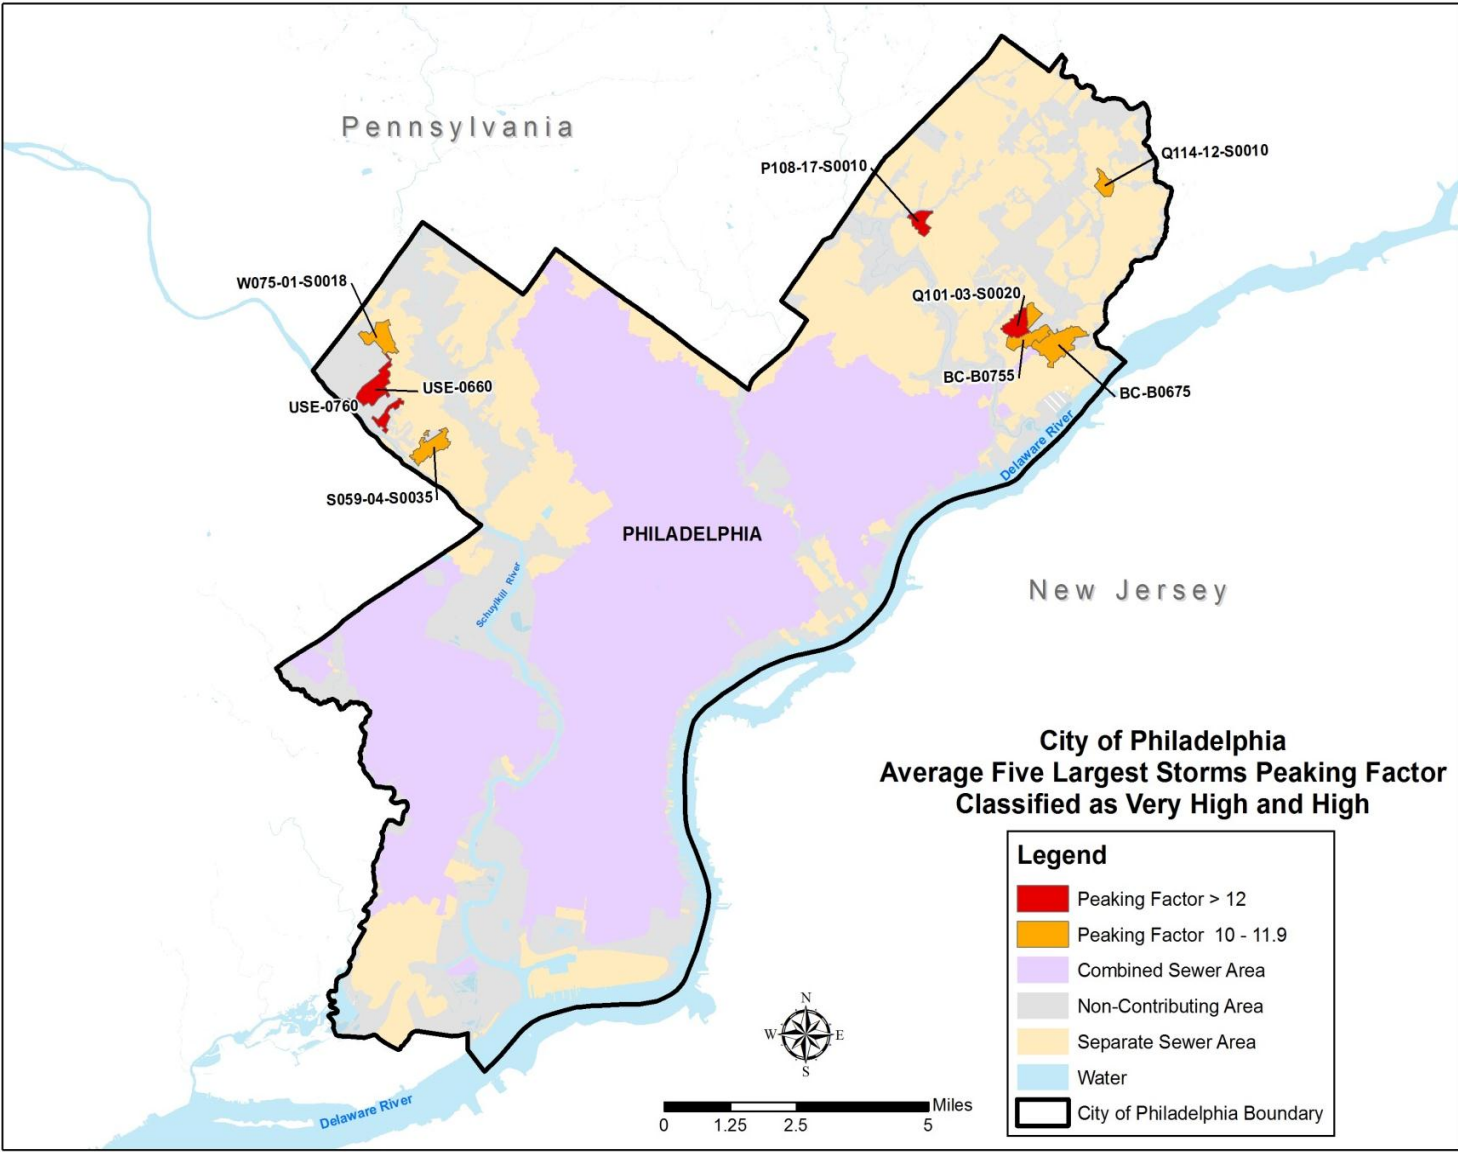 Pennsylvania
P108-17-S0010
Q114-12-S0010
W075-01-S0018
Q101-03-S0020
USE-0660
USE-0760
BC-B0755
BC-B0675
S059-04-S0035
Delaware River
PHILADELPHIA
Schuylkill River
New Jersey
City of Philadelphia
Average Five Largest Storms Peaking Factor
Classified as Very High and High
Legend
Peaking Factor > 12
Peaking Factor 10 - 11.9
Combined Sewer Area
Non-Contributing Area
Separate Sewer Area
Water
City of Philadelphia Boundary
N
W E
S
Miles
0 1.25 2.5 5
Delaware River